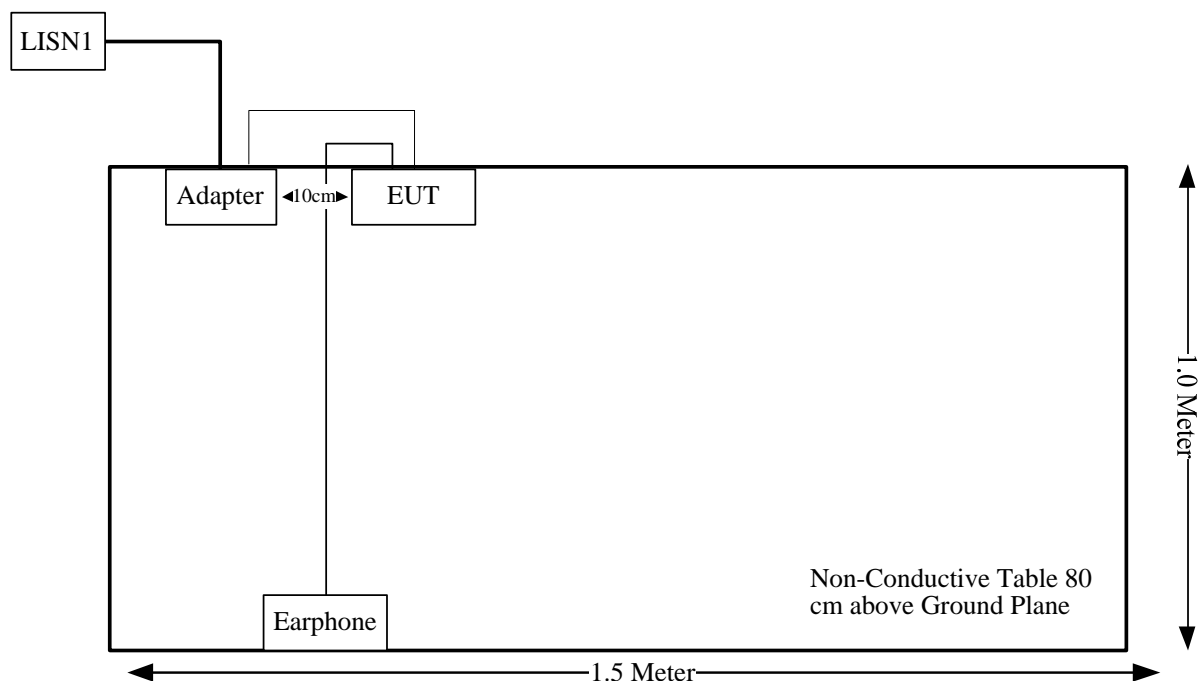 LISN1
Adapter
10cm
EUT
1.0 Meter
Non-Conductive Table 80
cm above Ground Plane
Earphone
1.5 Meter